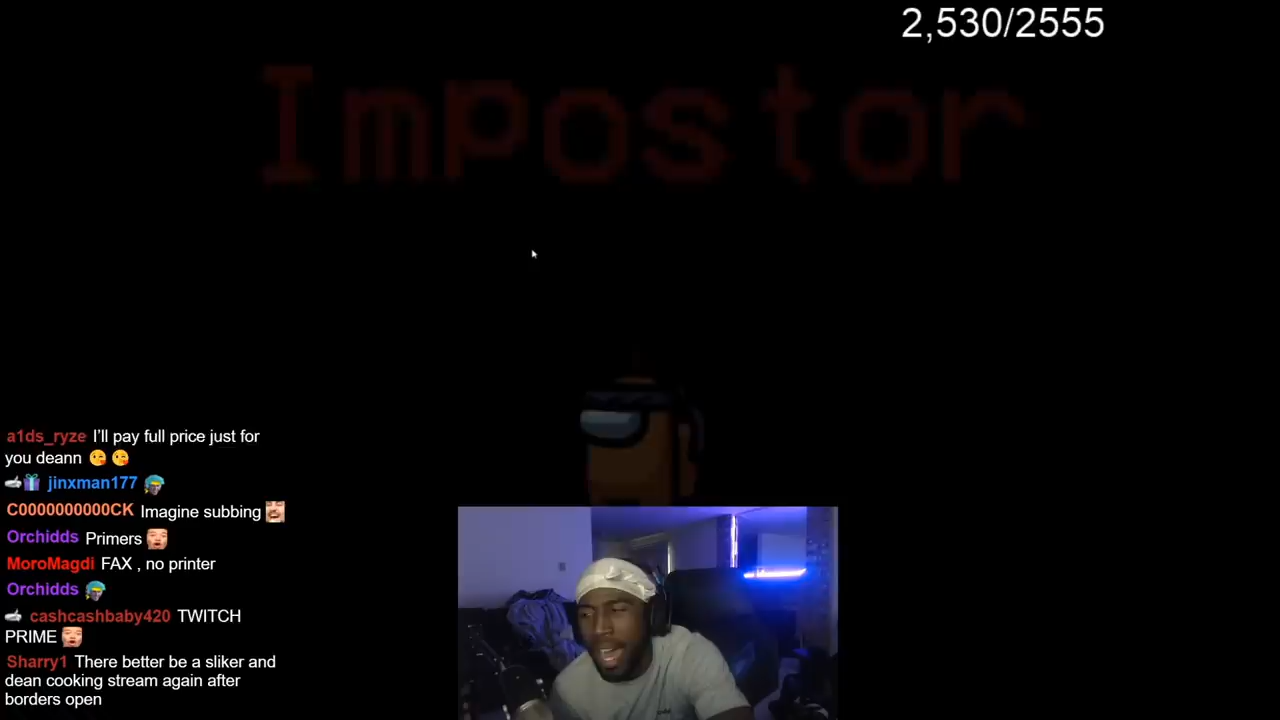 2,530/2555
Impostor
a1ds_ryze I'll pay full price just for
you deann
jinxman177
C0000000000CK Imagine subbing
Orchidds Primers
MoroMagdi FAX , no printer
Orchidds
cashcashbaby420 TWITCH
PRIME
Sharry1 There better be a sliker and
dean cooking stream again after
borders open